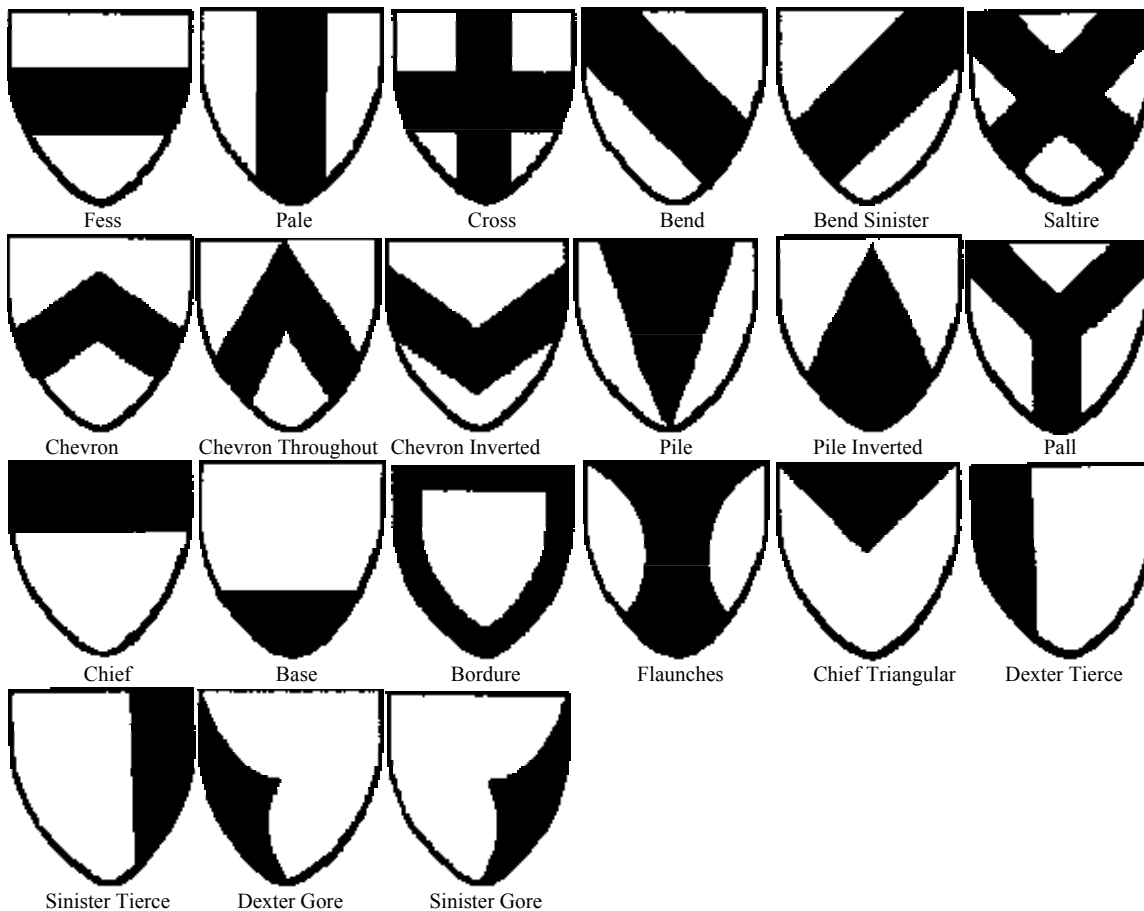 Fess Pale Cross Bend Bend Sinister Saltire
Chevron Chevron Throughout Chevron Inverted Pile Pile Inverted Pall
Chief Base Bordure Flaunches Chief Triangular Dexter Tierce
Sinister Tierce Dexter Gore Sinister Gore